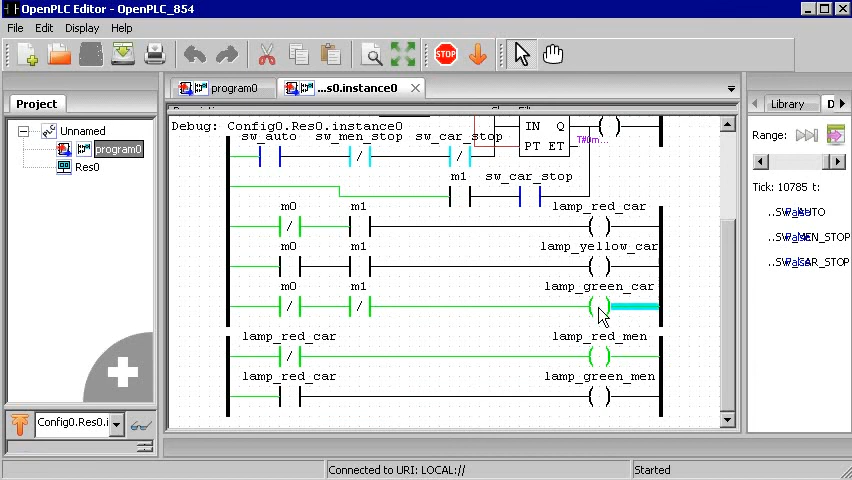 OpenPLC Editor - OpenPLC_854
File Edit Display Help
STOP
program0
...s0.instance0
Project
Library
D
Unnamed
program0
Res0
Debug: Config0.Res0.instance0
IN Q
PT ET
T#0m...
sw_auto sw_men_stop sw_car_stop
m1 sw_car_stop
m0 m1 lamp_red_car
m0 m1 lamp_yellow_car
m0 m1 lamp_green_car
lamp_red_car lamp_red_men
lamp_red_car lamp_green_men
Range:
Tick: 10785 t:
Config0.Res0.i
Connected to URI: LOCAL://
Started